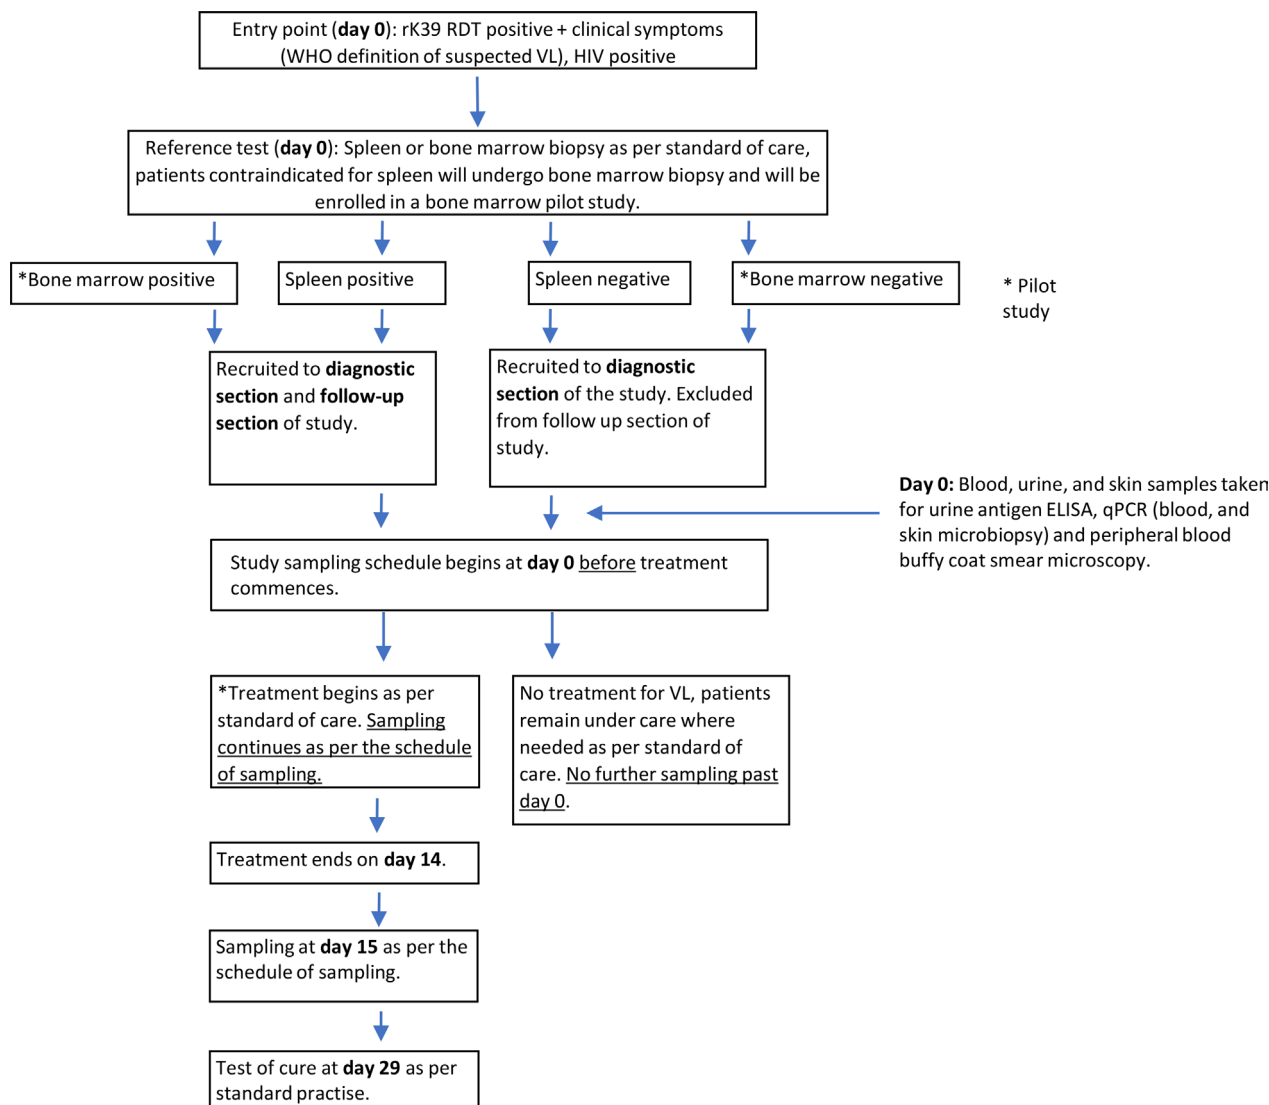 Entry point (day 0): rK39 RDT positive + clinical symptoms
(WHO definition of suspected VL), HIV positive
Reference test (day 0): Spleen or bone marrow biopsy as per standard of care,
patients contraindicated for spleen will undergo bone marrow biopsy and will be
enrolled in a bone marrow pilot study.
*Bone marrow positive
Spleen positive
Spleen negative
*Bone marrow negative
* Pilot
study
Recruited to diagnostic
section and follow-up
section of study.
Recruited to diagnostic
section of the study. Excluded
from follow up section of
study.
Day 0: Blood, urine, and skin samples taken
for urine antigen ELISA, qPCR (blood, and
skin microbiopsy) and peripheral blood
buffy coat smear microscopy.
Study sampling schedule begins at day 0 before treatment
commences.
*Treatment begins as per
standard of care. Sampling
continues as per the schedule
of sampling.
No treatment for VL, patients
remain under care where
needed as per standard of
care. No further sampling past
day 0.
Treatment ends on day 14.
Sampling at day 15 as per the
schedule of sampling.
Test of cure at day 29 as per
standard practise.